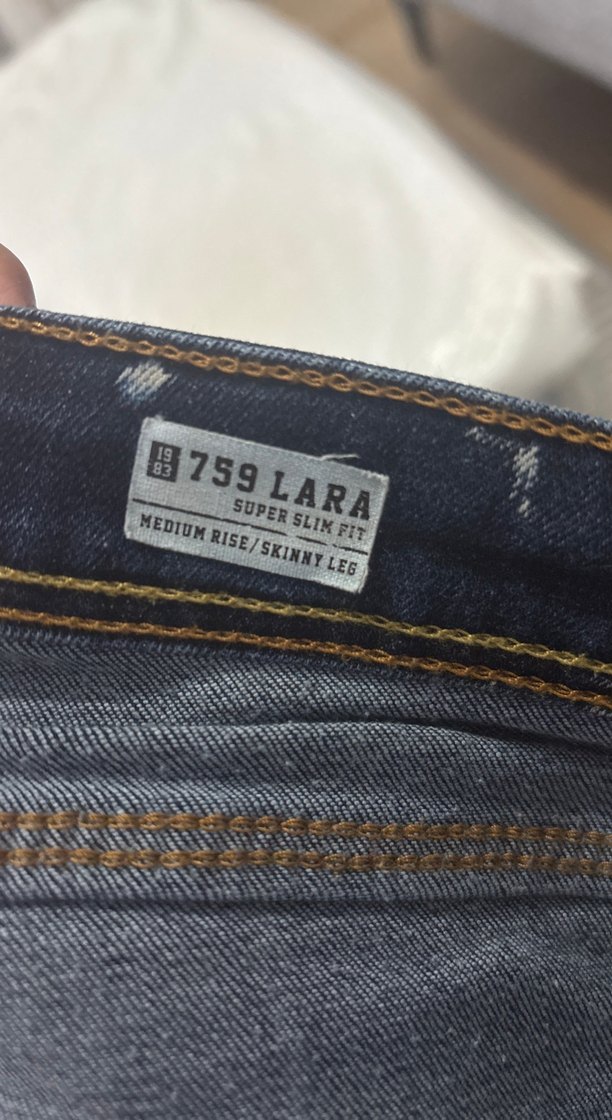 19
83
759 LARA
SUPER SLIM FIT
MEDIUM RISE/SKINNY LEG